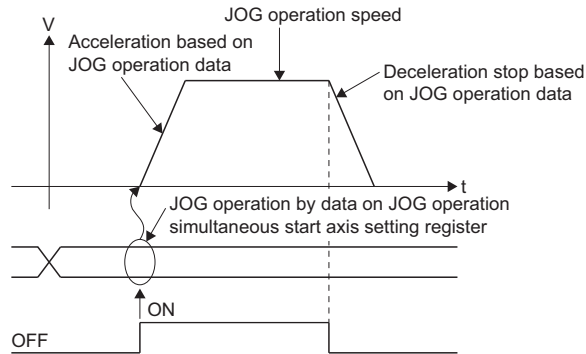 JOG operation speed
V
Acceleration based on
JOG operation data
Deceleration stop based
on JOG operation data
t
JOG operation by data on JOG operation
simultaneous start axis setting register
ON
OFF